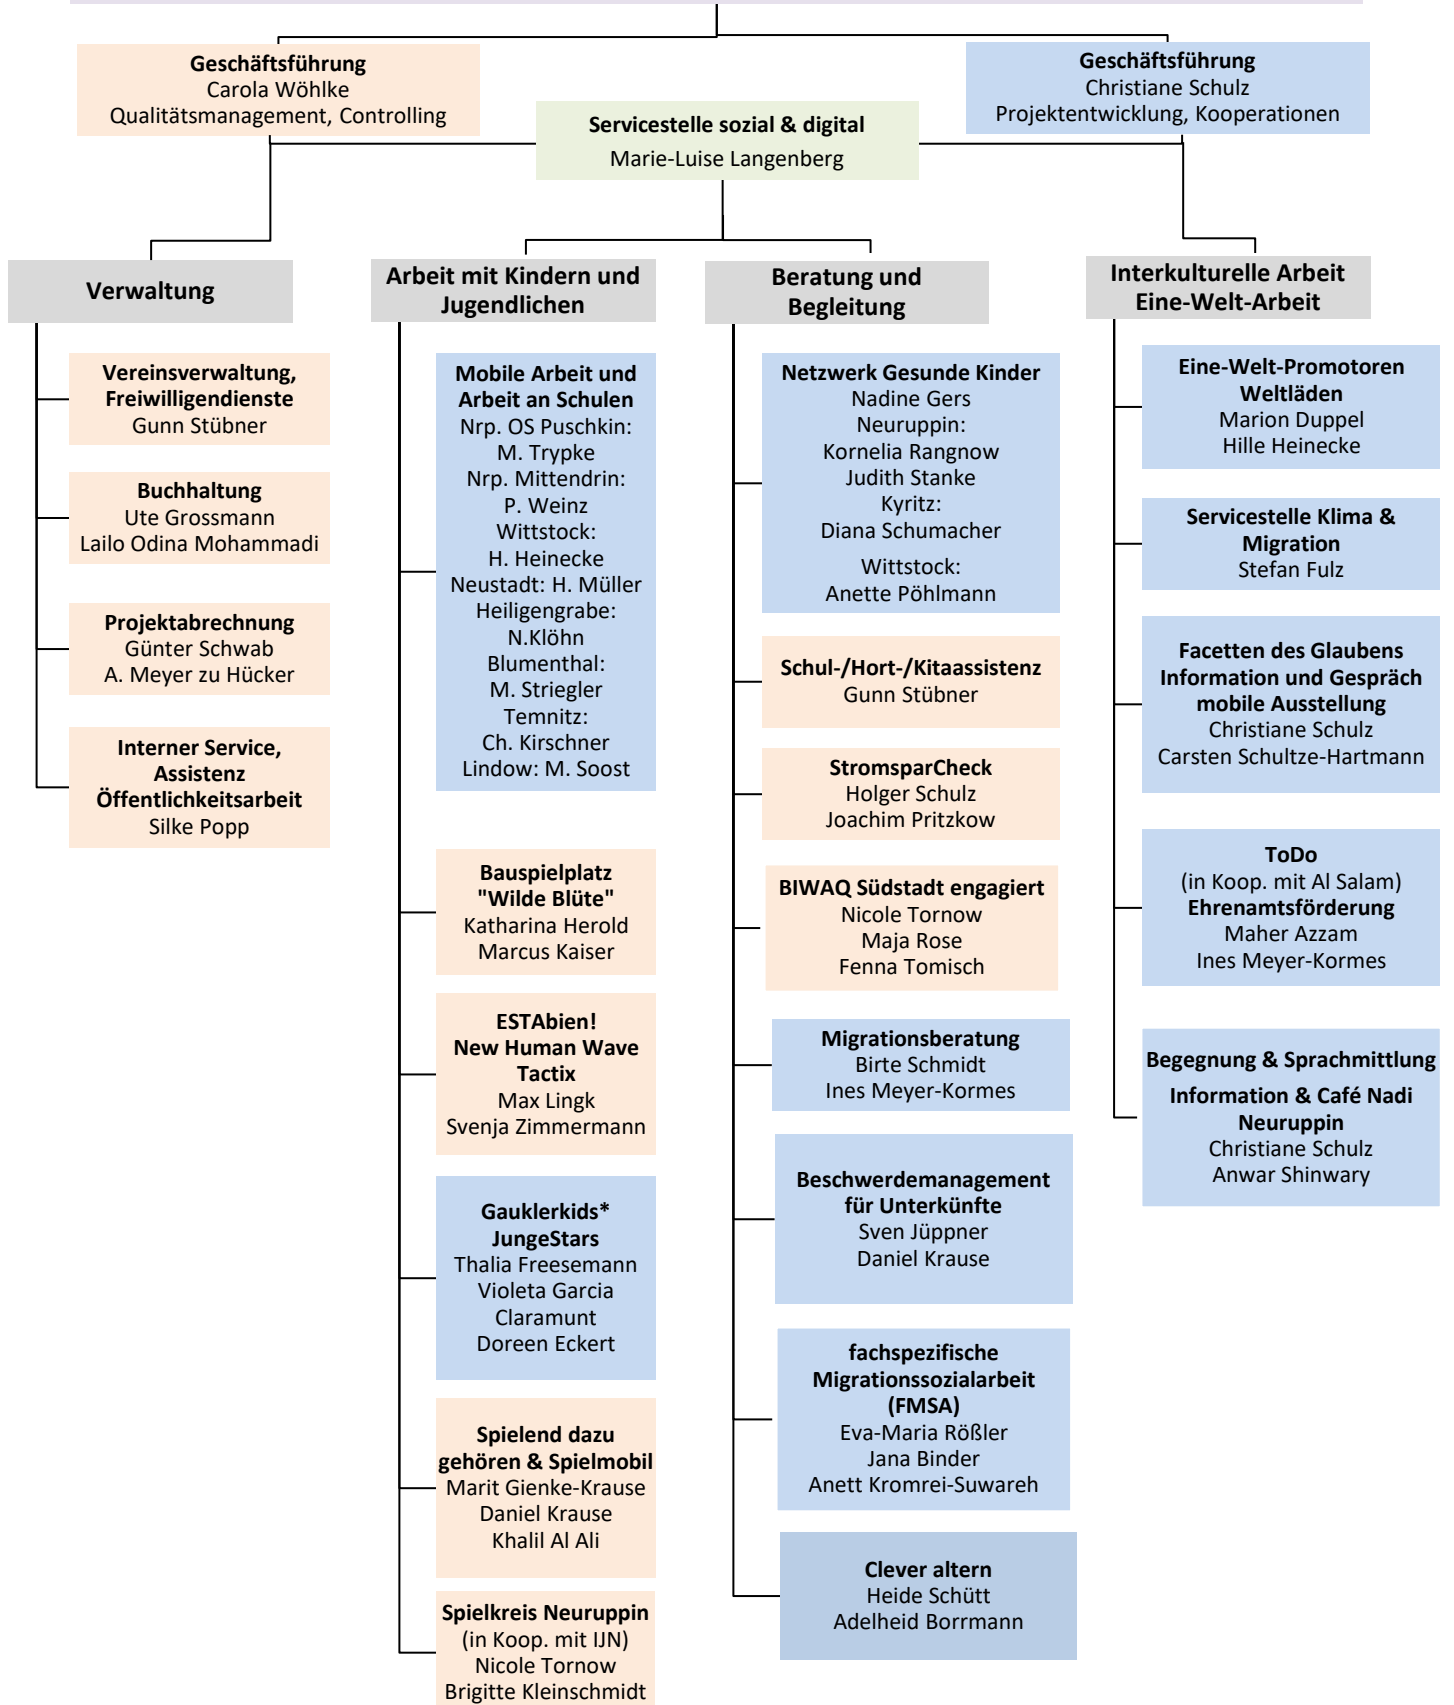 Geschäftsführung
Carola Wöhlke
Qualitätsmanagement, Controlling
Geschäftsführung
Christiane Schulz
Projektentwicklung, Kooperationen
Servicestelle sozial & digital
Marie-Luise Langenberg
Verwaltung
Vereinsverwaltung,
Freiwilligendienste
Gunn Stübner
Buchhaltung
Ute Grossmann
Lailo Odina Mohammadi
Projektabrechnung
Günter Schwab
A. Meyer zu Hücker
Interner Service,
Assistenz
Öffentlichkeitsarbeit
Silke Popp
Arbeit mit Kindern und
Jugendlichen
Mobile Arbeit und
Arbeit an Schulen
Nrp. OS Puschkin:
M. Trypke
Nrp. Mittendrin:
P. Weinz
Wittstock:
H. Heinecke
Neustadt: H. Müller
Heiligengrabe:
N.Klöhn
Blumenthal:
M. Striegler
Temnitz:
Ch. Kirschner
Lindow: M. Soost
Bauspielplatz
"Wilde Blüte"
Katharina Herold
Marcus Kaiser
ESTAbien!
New Human Wave
Tactix
Max Lingk
Svenja Zimmermann
Gauklerkids*
JungeStars
Thalia Freesemann
Violeta Garcia
Claramunt
Doreen Eckert
Spielend dazu
gehören & Spielmobil
Marit Gienke-Krause
Daniel Krause
Khalil Al Ali
Spielkreis Neuruppin
(in Koop. mit IJN)
Nicole Tornow
Brigitte Kleinschmidt
Beratung und
Begleitung
Netzwerk Gesunde Kinder
Nadine Gers
Neuruppin:
Kornelia Rangnow
Judith Stanke
Kyritz:
Diana Schumacher
Wittstock:
Anette Pöhlmann
Schul-/Hort-/Kitaassistenz
Gunn Stübner
StromsparCheck
Holger Schulz
Joachim Pritzkow
BIWAQ Südstadt engagiert
Nicole Tornow
Maja Rose
Fenna Tomisch
Migrationsberatung
Birte Schmidt
Ines Meyer-Kormes
Beschwerdemanagement
für Unterkünfte
Sven Jüppner
Daniel Krause
fachspezifische
Migrationssozialarbeit
(FMSA)
Eva-Maria Rößler
Jana Binder
Anett Kromrei-Suwareh
Clever altern
Heide Schütt
Adelheid Borrmann
Interkulturelle Arbeit
Eine-Welt-Arbeit
Eine-Welt-Promotoren
Weltläden
Marion Duppel
Hille Heinecke
Servicestelle Klima &
Migration
Stefan Fulz
Facetten des Glaubens
Information und Gespräch
mobile Ausstellung
Christiane Schulz
Carsten Schultze-Hartmann
ToDo
(in Koop. mit Al Salam)
Ehrenamtsförderung
Maher Azzam
Ines Meyer-Kormes
Begegnung & Sprachmittlung
Information & Café Nadi
Neuruppin
Christiane Schulz
Anwar Shinwary